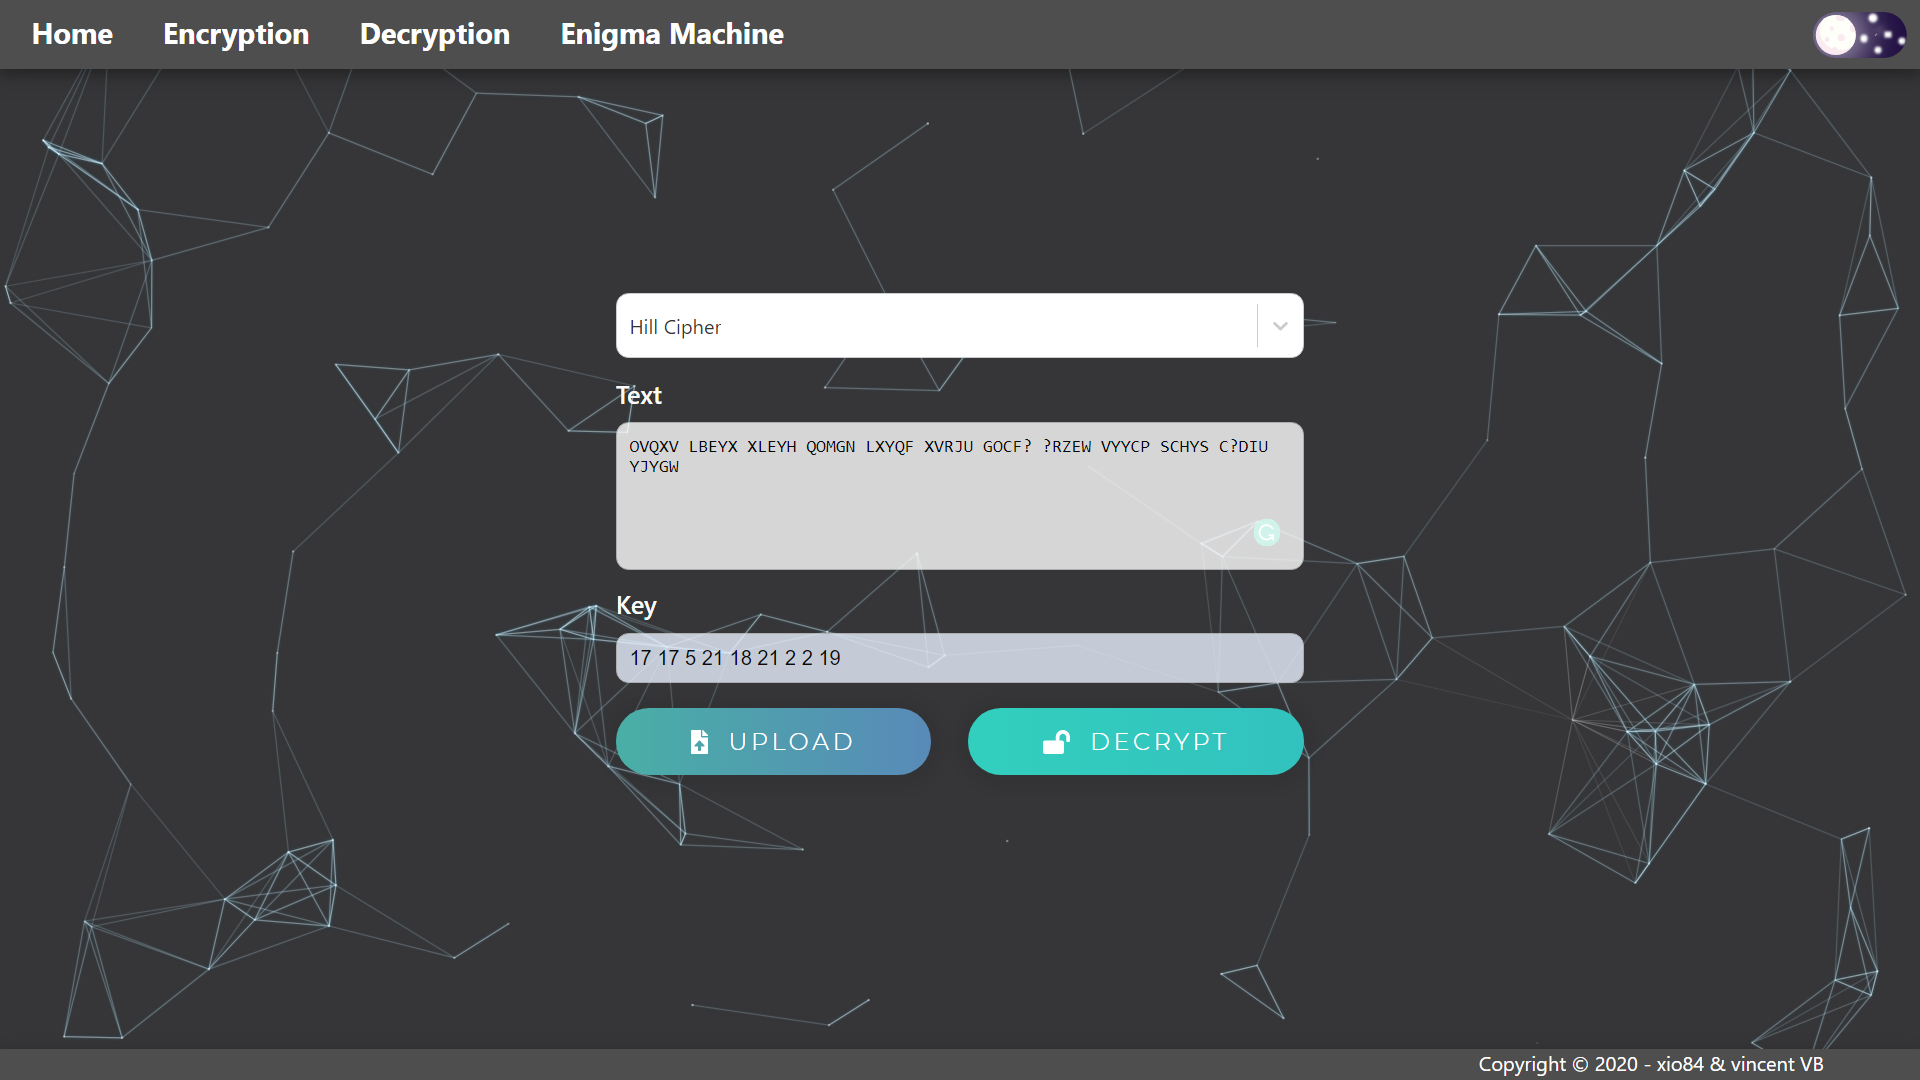 Home Encryption Decryption Enigma Machine
Hill Cipher
Text
OVQXV LBEYX XLEYH QOMGN LXYQF XVRJU GOCF? ?RZEW VYYCP SCHYS C?DIU
YJYGW
Key
17 17 5 21 18 21 2 2 19
UPLOAD DECRYPT
Copyright © 2020 - xio84 & vincent VB